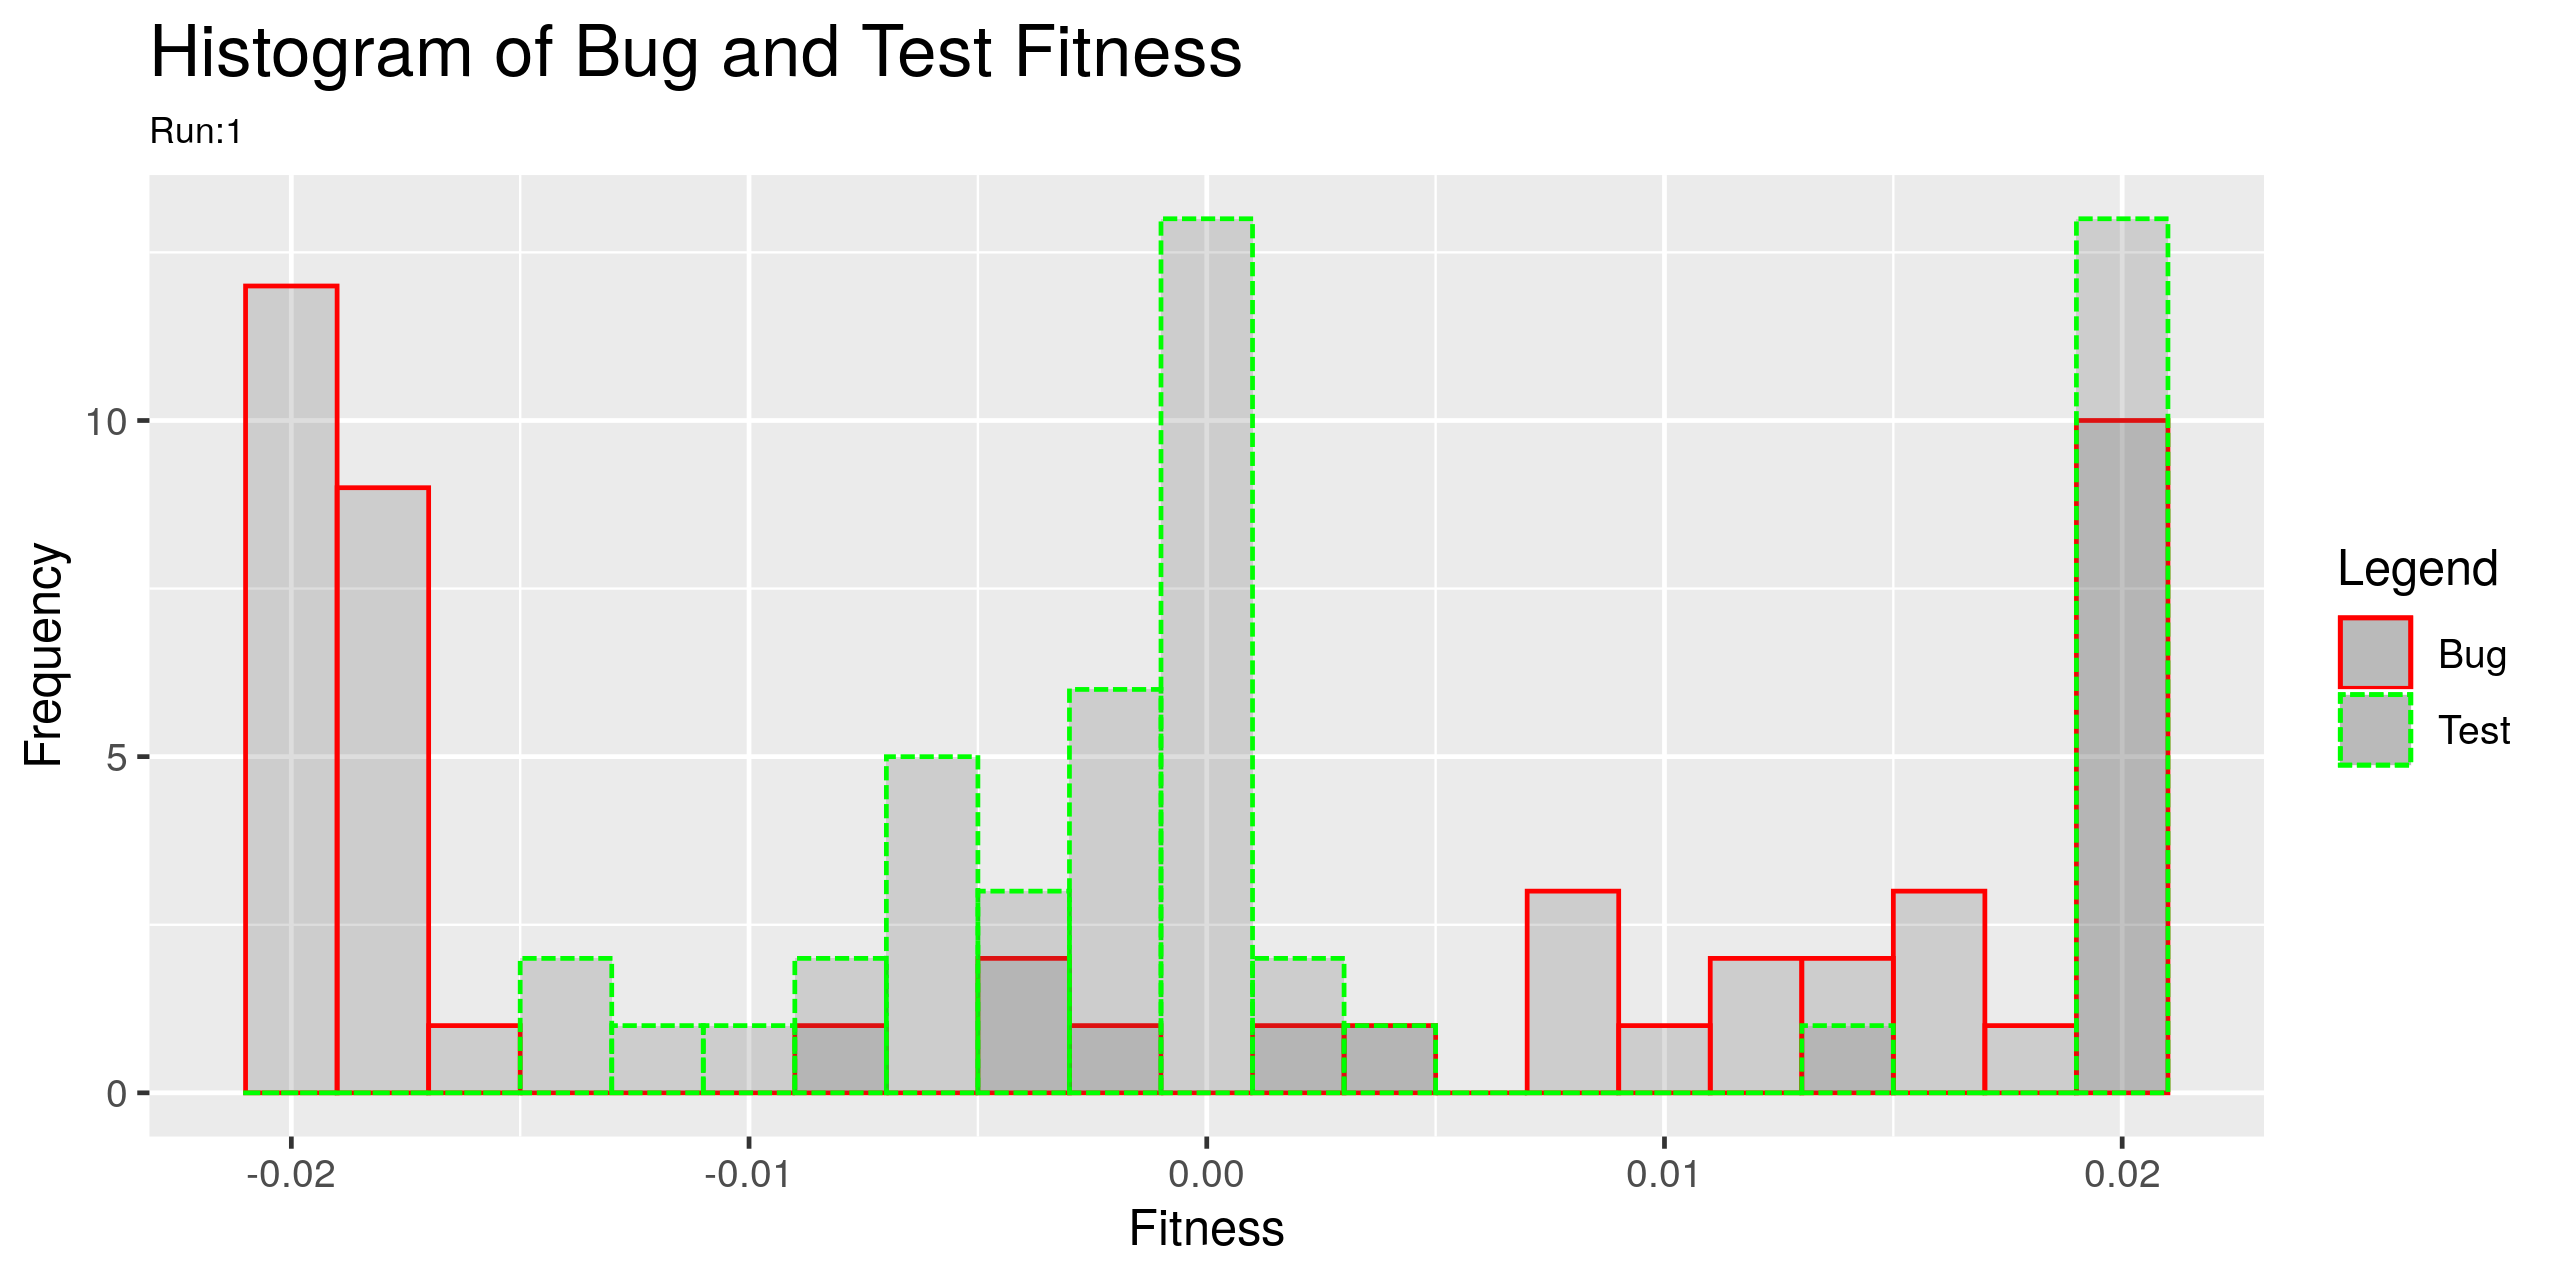 Histogram of Bug and Test Fitness
Run:1
Frequency
10
5
0
-0.02
-0.01
0.00
0.01
0.02
Fitness
Legend
Bug
Test